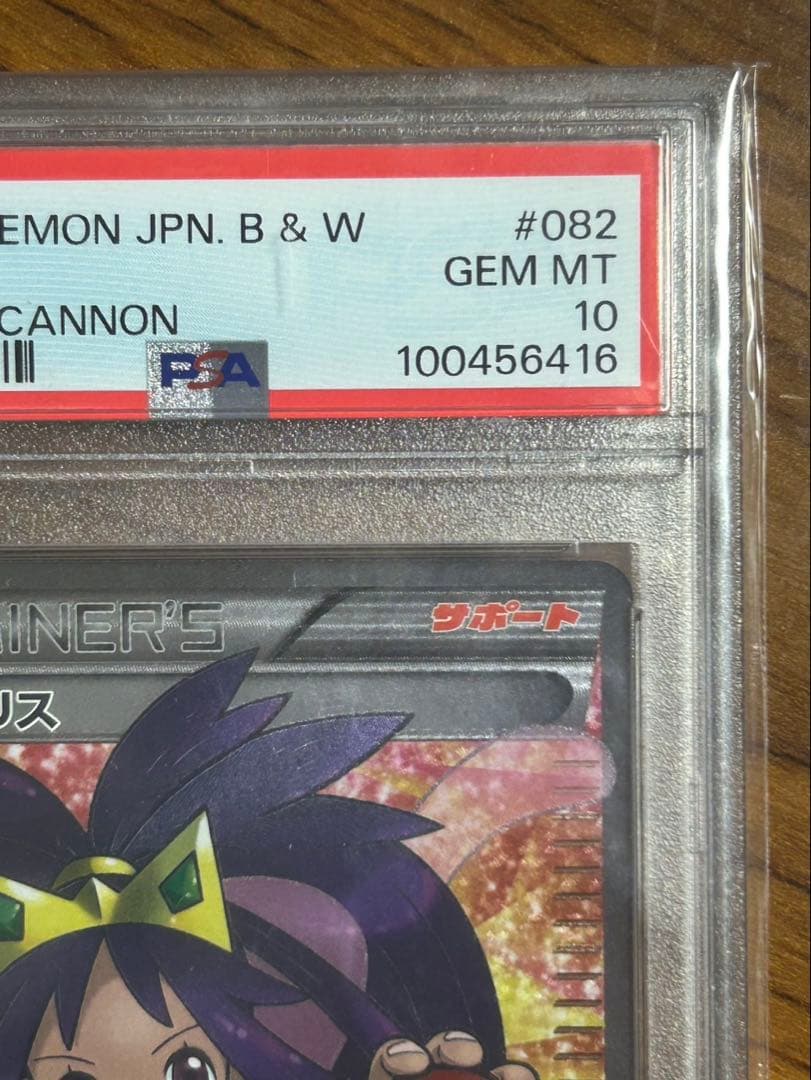 EMON JPN. B & W #082
GEM MT
CANNON 10
PSA 100456416
INER'S サポート
リス